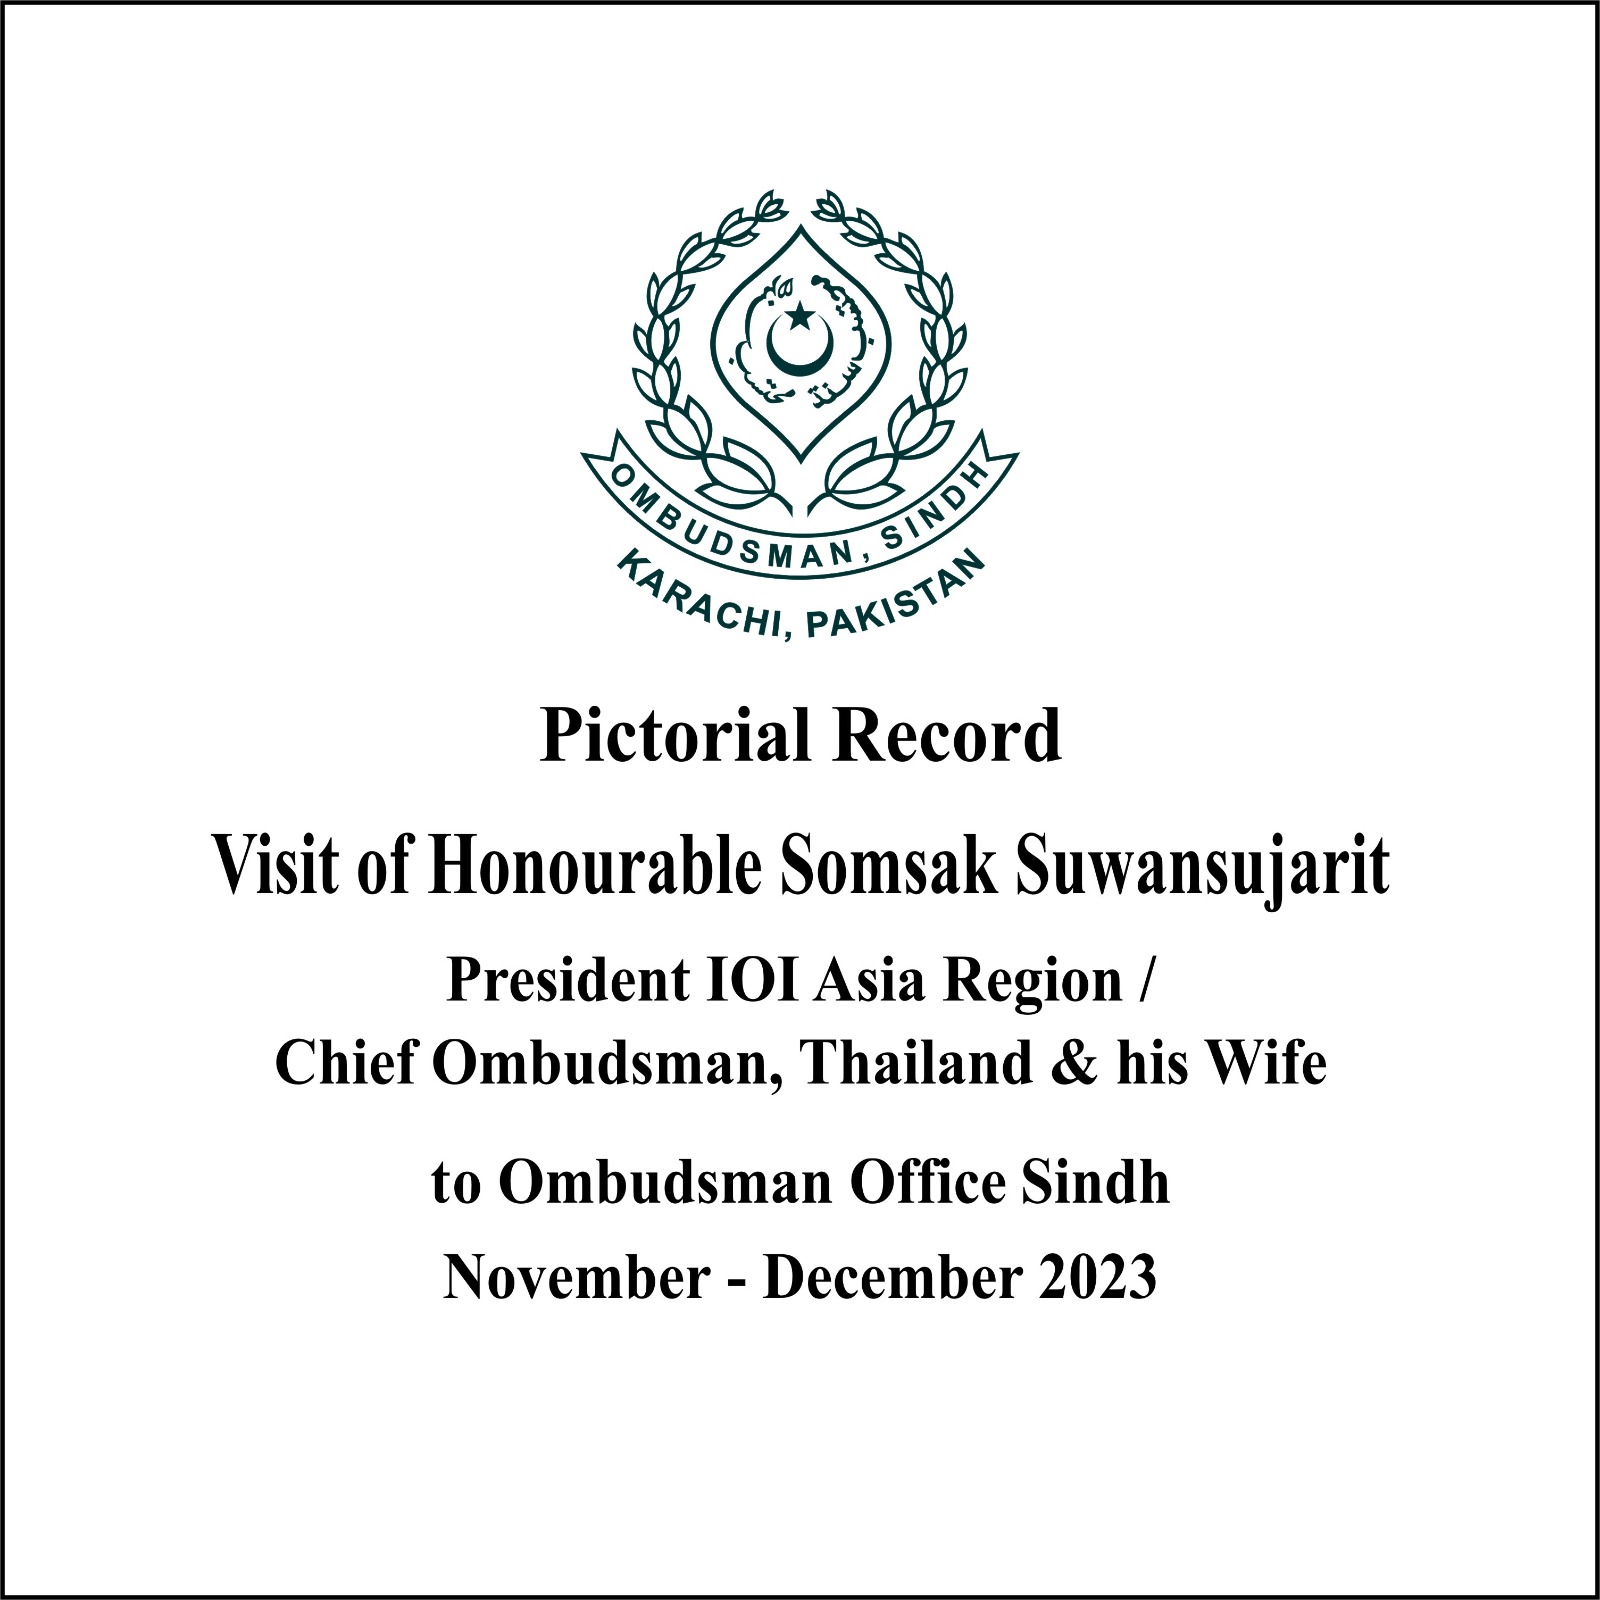 OMBUDSMAN, SINDH
KARACHI, PAKISTAN
Pictorial Record
Visit of Honourable Somsak Suwansujarit
President IOI Asia Region /
Chief Ombudsman, Thailand & his Wife
to Ombudsman Office Sindh
November - December 2023